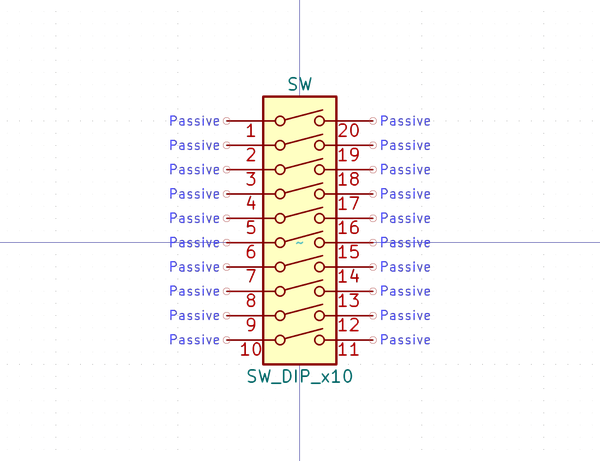 SW
Passive Passive
1 20
Passive Passive
2 19
Passive Passive
3 18
Passive Passive
4 17
Passive Passive
5 16
Passive ~ Passive
6 15
Passive Passive
7 14
Passive Passive
8 13
Passive Passive
9 12
Passive Passive
10 11
SW_DIP_x10